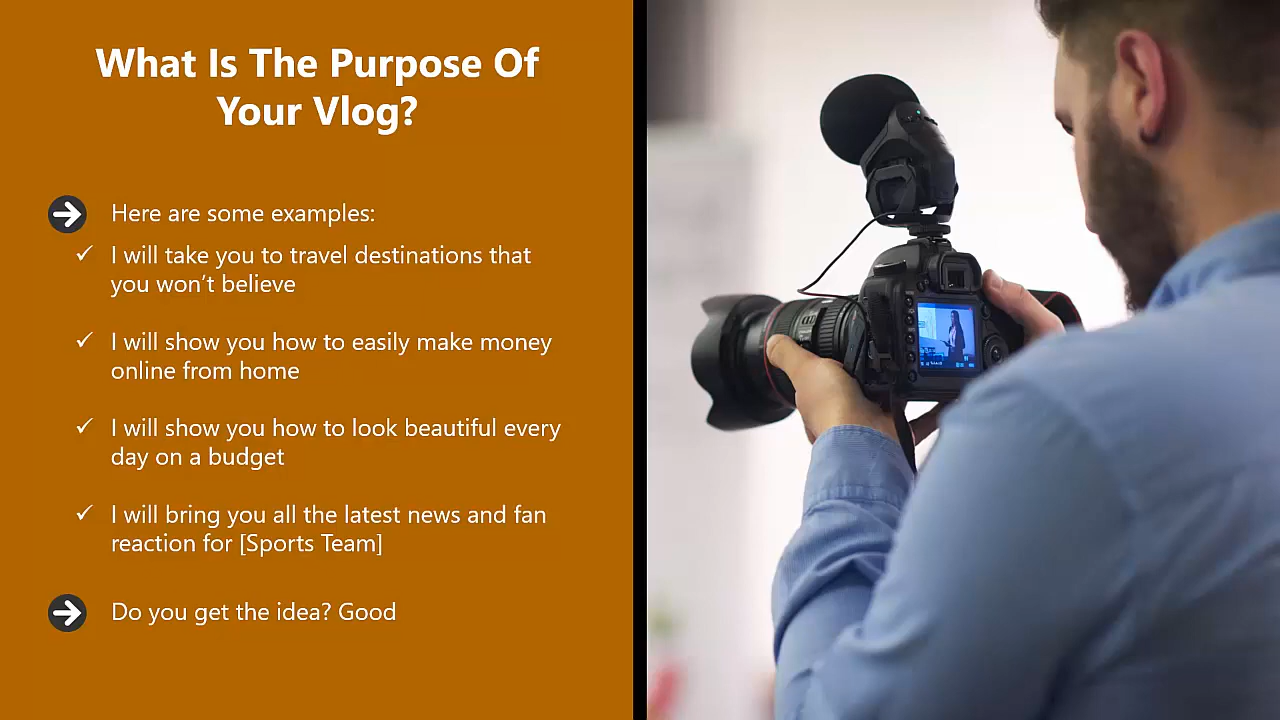 What Is The Purpose Of
Your Vlog?
Here are some examples:
I will take you to travel destinations that
you won’t believe
I will show you how to easily make money
online from home
I will show you how to look beautiful every
day on a budget
I will bring you all the latest news and fan
reaction for [Sports Team]
Do you get the idea? Good